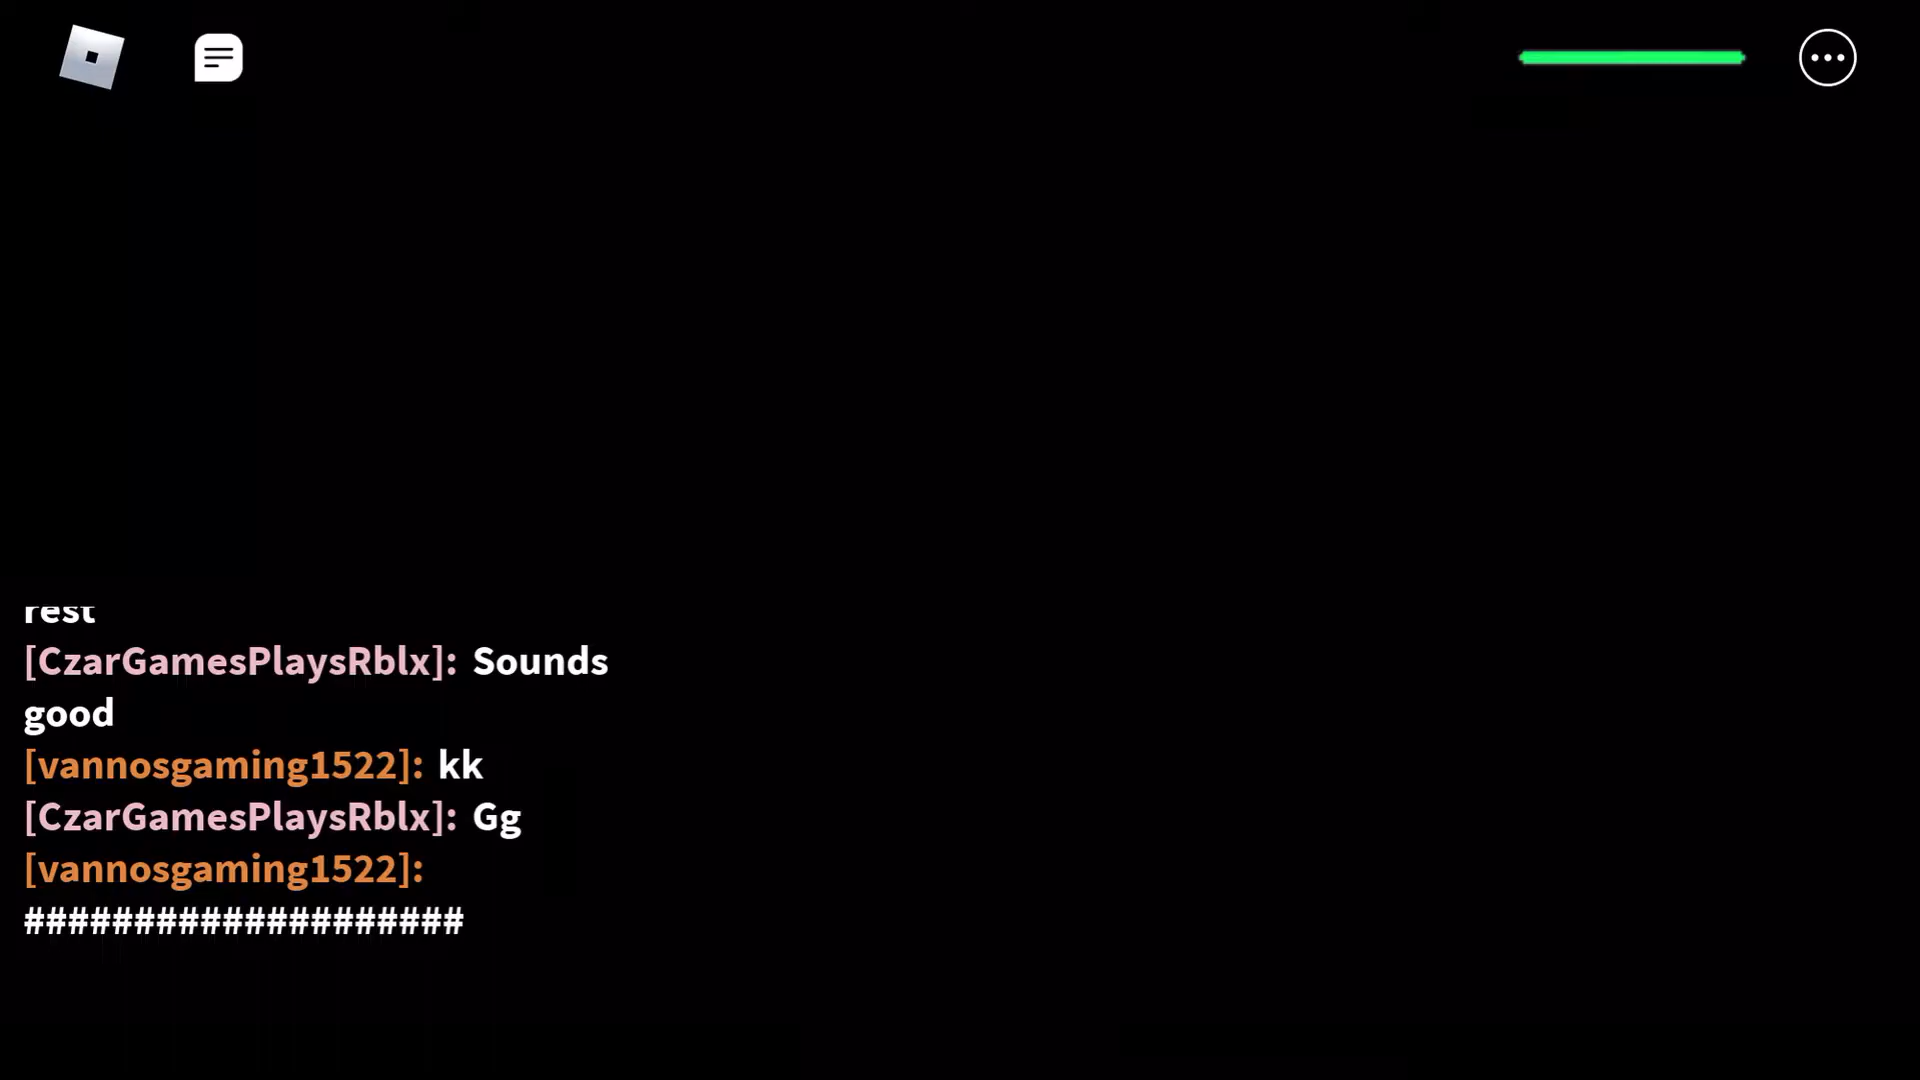 rest
[CzarGamesPlaysRblx]: Sounds
good
[vannosgaming1522]: kk
[CzarGamesPlaysRblx]: Gg
[vannosgaming1522]:
####################